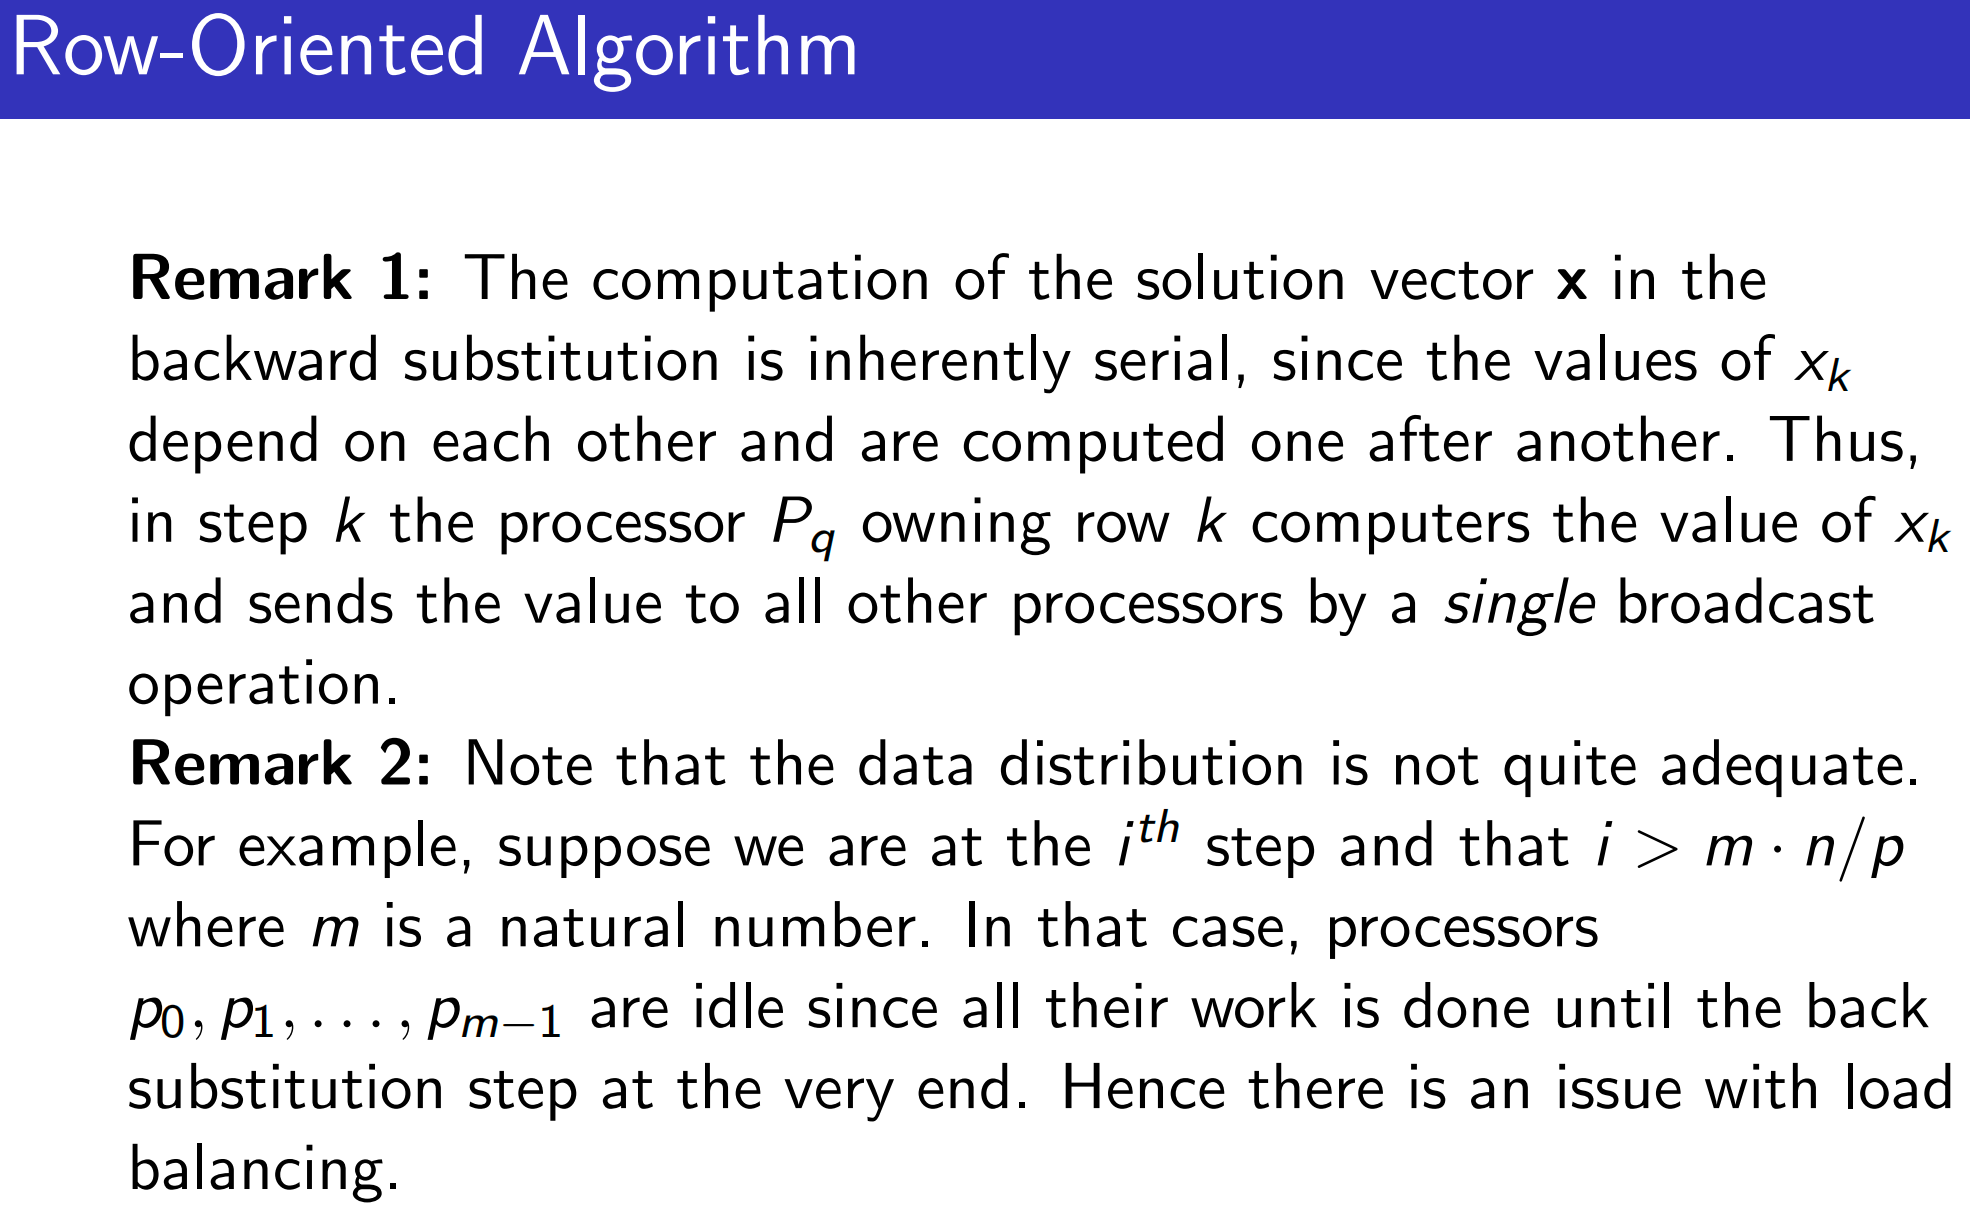 Row-Oriented Algorithm
Remark 1: The computation of the solution vector x in the
backward substitution is inherently serial, since the values of x_k
depend on each other and are computed one after another. Thus,
in step k the processor P_q owning row k computers the value of x_k
and sends the value to all other processors by a single broadcast
operation.
Remark 2: Note that the data distribution is not quite adequate.
For example, suppose we are at the i^{th} step and that i > m · n/p
where m is a natural number. In that case, processors
p_0, p_1, . . . , p_{m−1} are idle since all their work is done until the back
substitution step at the very end. Hence there is an issue with load
balancing.